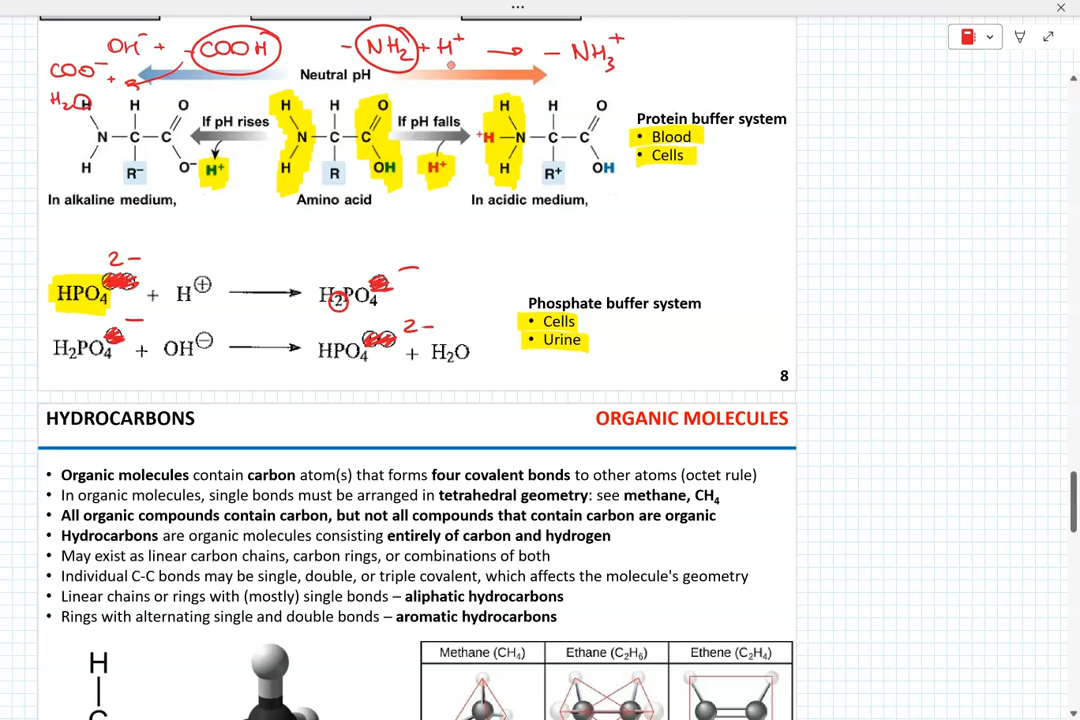 OH⁻ + -COOH
-NH₂ + H⁺ → -NH₃⁺
COO⁻
+
H₂O
Neutral pH
H H O
N C C
H R⁻ O⁻
If pH rises
H⁺
H H O
N C C
H R OH
If pH falls
H⁺
H H O
⁺H N C C
H R⁺ OH
In alkaline medium,
Amino acid
In acidic medium,
Protein buffer system
• Blood
• Cells
2-
HPO₄ + H⊕ → H₂PO₄ -
H₂PO₄ - + OH⊖ → HPO₄ 2- + H₂O
Phosphate buffer system
• Cells
• Urine
8
HYDROCARBONS
ORGANIC MOLECULES
• Organic molecules contain carbon atom(s) that forms four covalent bonds to other atoms (octet rule)
• In organic molecules, single bonds must be arranged in tetrahedral geometry: see methane, CH₄
• All organic compounds contain carbon, but not all compounds that contain carbon are organic
• Hydrocarbons are organic molecules consisting entirely of carbon and hydrogen
• May exist as linear carbon chains, carbon rings, or combinations of both
• Individual C-C bonds may be single, double, or triple covalent, which affects the molecule's geometry
• Linear chains or rings with (mostly) single bonds – aliphatic hydrocarbons
• Rings with alternating single and double bonds – aromatic hydrocarbons
H
Methane (CH₄)
Ethane (C₂H₆)
Ethene (C₂H₄)